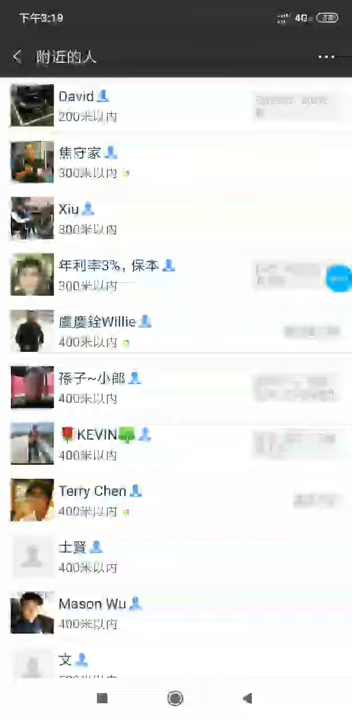 下午3:19
4G
附近的人
David
200米以内
焦守家
300米以内
Xiu
300米以内
年利率3%, 保本
300米以内
盧慶銓Willie
400米以内
孫子~小郎
400米以内
KEVIN
400米以内
Terry Chen
400米以内
士賢
400米以内
Mason Wu
400米以内
文